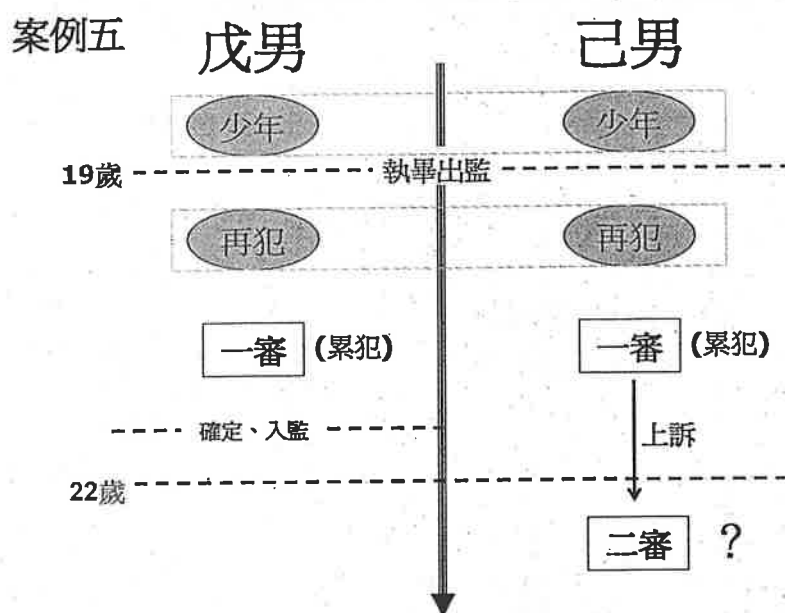 案例五 戊男 己男
少年 少年
19歲 執畢出監
再犯 再犯
一審 (累犯) 一審 (累犯)
確定、入監 上訴
22歲
二審 ?